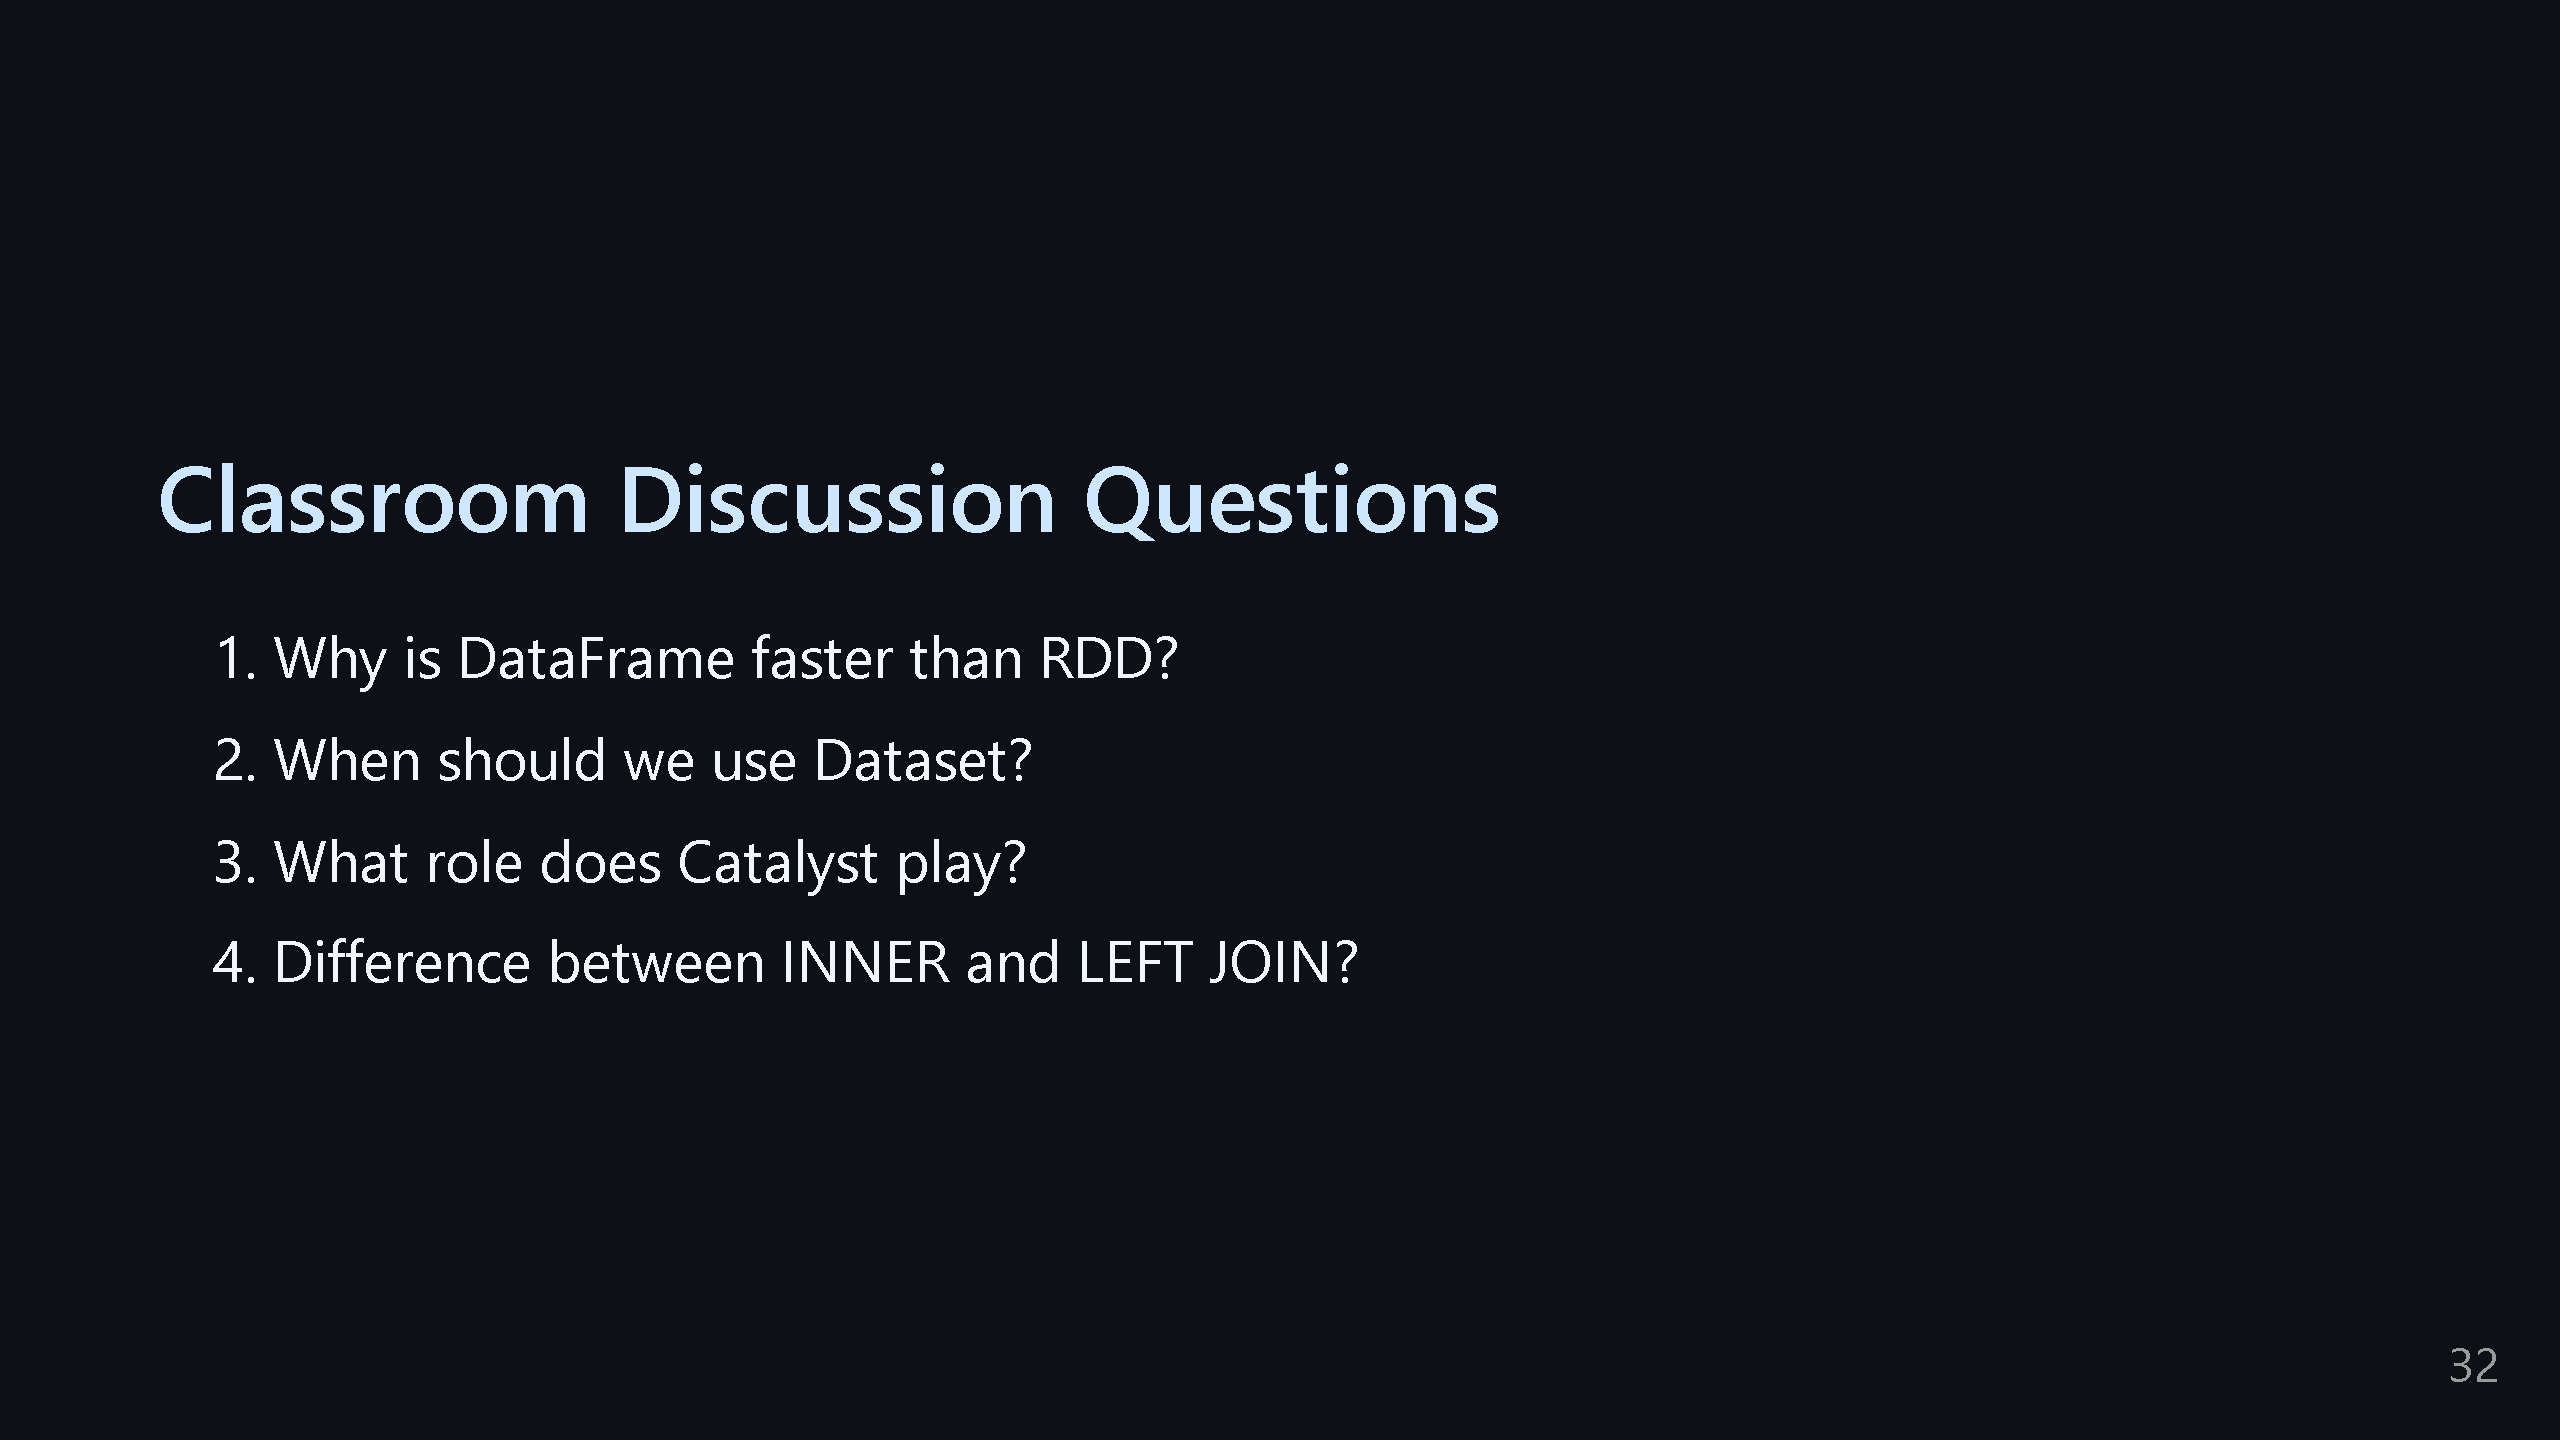 Classroom Discussion Questions
1. Why is DataFrame faster than RDD?
2. When should we use Dataset?
3. What role does Catalyst play?
4. Difference between INNER and LEFT JOIN?
32